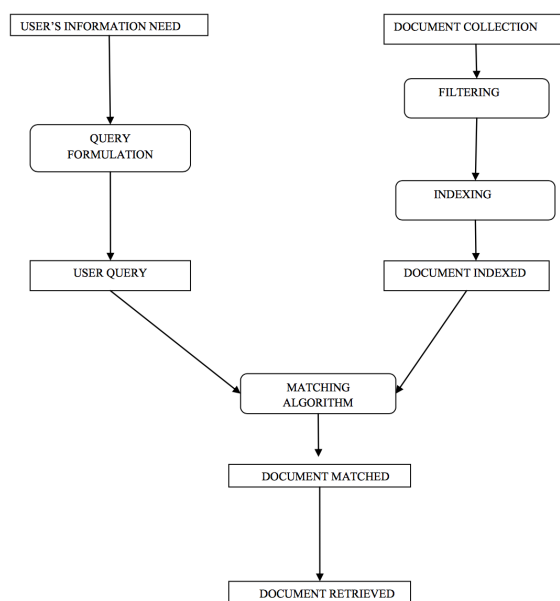 USER’S INFORMATION NEED
DOCUMENT COLLECTION
FILTERING
QUERY
FORMULATION
INDEXING
USER QUERY
DOCUMENT INDEXED
MATCHING
ALGORITHM
DOCUMENT MATCHED
DOCUMENT RETRIEVED